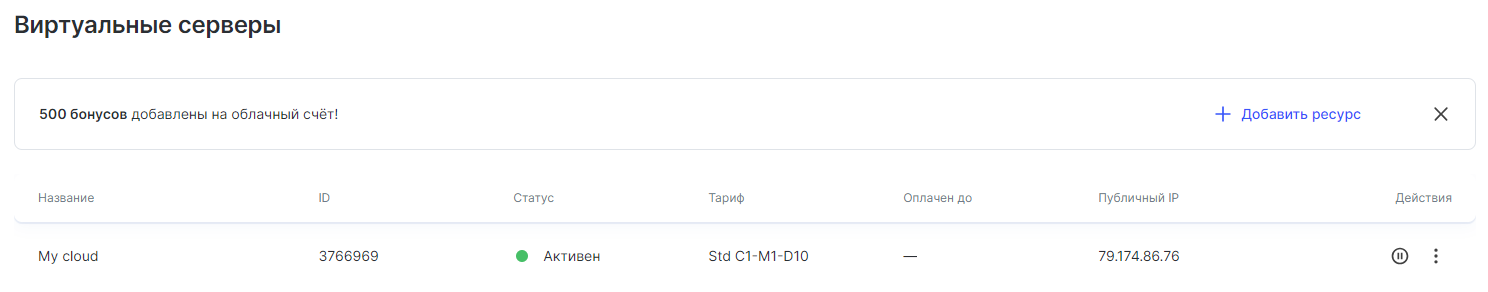 Виртуальные серверы
500 бонусов добавлены на облачный счёт! Добавить ресурс
Название ID Статус Тариф Оплачен до Публичный IP Действия
My cloud 3766969 Активен Std C1-M1-D10 — 79.174.86.76